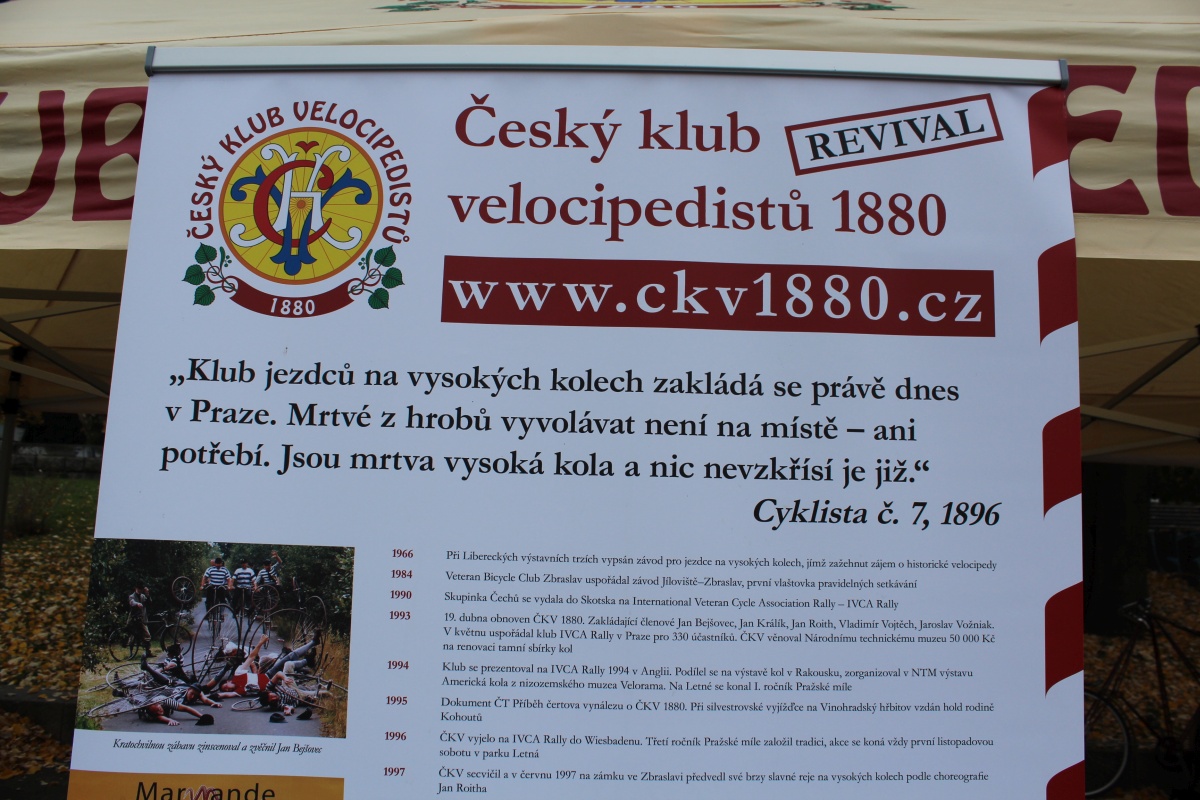 UB
ED
ČESKÝ KLUB VELOCIPEDISTŮ
1880
Český klub
REVIVAL
velocipedistů 1880
www.ckv1880.cz
„Klub jezdců na vysokých kolech zakládá se právě dnes
v Praze. Mrtvé z hrobů vyvolávat není na místě – ani
potřebí. Jsou mrtva vysoká kola a nic nevzkřísí je již.“
Cyklista č. 7, 1896
Kratochvilnou zábavu zinscenoval a zvěčnil Jan Bejšovec
1966 Při Libereckých výstavních trzích vypsán závod pro jezdce na vysokých kolech, jímž zažehnut zájem o historické velocipedy
1984 Veteran Bicycle Club Zbraslav uspořádal závod Jíloviště–Zbraslav, první vlaštovka pravidelných setkávání
1990 Skupinka Čechů se vydala do Skotska na International Veteran Cycle Association Rally – IVCA Rally
1993 19. dubna obnoven ČKV 1880. Zakládající členové Jan Bejšovec, Jan Králík, Jan Roith, Vladimír Vojtěch, Jaroslav Vožniak.
V květnu uspořádal klub IVCA Rally v Praze pro 330 účastníků. ČKV věnoval Národnímu technickému muzeu 50 000 Kč
na renovaci tamní sbírky kol
1994 Klub se prezentoval na IVCA Rally 1994 v Anglii. Podílel se na výstavě kol v Rakousku, zorganizoval v NTM výstavu
Americká kola z nizozemského muzea Velorama. Na Letné se konal I. ročník Pražské míle
1995 Dokument ČT Příběh čertova vynálezu o ČKV 1880. Při silvestrovské vyjížďce na Vinohradský hřbitov vzdán hold rodině
Kohoutů
1996 ČKV vyjelo na IVCA Rally do Wiesbadenu. Třetí ročník Pražské míle založil tradici, akce se koná vždy první listopadovou
sobotu v parku Letná
1997 ČKV secvičil a v červnu 1997 na zámku ve Zbraslavi předvedl své brzy slavné reje na vysokých kolech podle choreografie
Jan Roitha